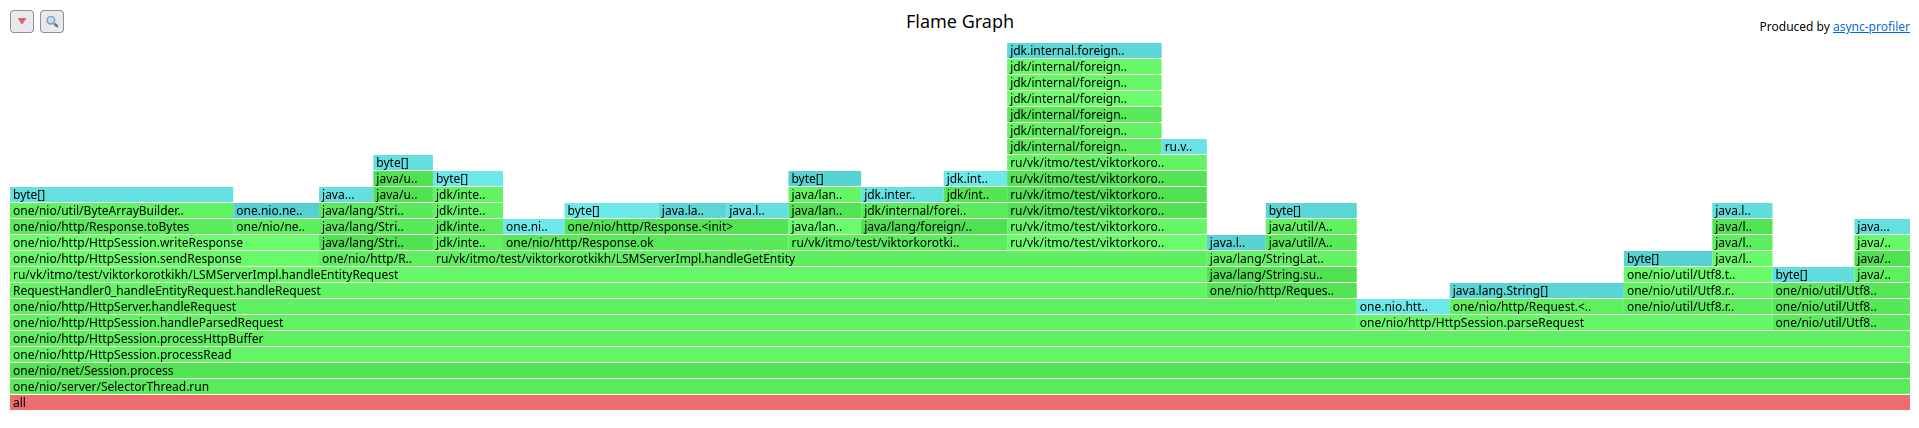 Flame Graph
Produced by async-profiler
jdk.internal.foreign..
jdk/internal/foreign..
jdk/internal/foreign..
jdk/internal/foreign..
jdk/internal/foreign..
jdk/internal/foreign..
jdk/internal/foreign.. ru.v..
byte[] ru/vk/itmo/test/viktorkoro..
java/u.. byte[] byte[] jdk.int.. ru/vk/itmo/test/viktorkoro..
byte[] java... java/u.. jdk/inte.. java/lan.. jdk.inter.. jdk/int.. ru/vk/itmo/test/viktorkoro..
one/nio/util/ByteArrayBuilder.. one.nio.ne.. java/lang/Stri.. jdk/inte.. byte[] java.la.. java.l.. java/lan.. jdk/internal/forei.. ru/vk/itmo/test/viktorkoro.. byte[] java.l..
one/nio/http/Response.toBytes one/nio/ne.. java/lang/Stri.. jdk/inte.. one.ni.. one/nio/http/Response.<init> java/lan.. java/lang/foreign/.. ru/vk/itmo/test/viktorkoro.. java/util/A.. java/l.. java...
one/nio/http/HttpSession.writeResponse java/lang/Stri.. jdk/inte.. one/nio/http/Response.ok ru/vk/itmo/test/viktorkorotki.. ru/vk/itmo/test/viktorkoro.. java.l.. java/util/A.. java/l.. java/..
one/nio/http/HttpSession.sendResponse one/nio/http/R.. ru/vk/itmo/test/viktorkorotkikh/LSMServerImpl.handleGetEntity java/lang/StringLat.. byte[] java/l.. java/..
ru/vk/itmo/test/viktorkorotkikh/LSMServerImpl.handleEntityRequest java/lang/String.su.. one/nio/util/Utf8.t.. byte[] java/..
RequestHandler0_handleEntityRequest.handleRequest one/nio/http/Reques.. java.lang.String[] one/nio/util/Utf8.r.. one/nio/util/Utf8..
one/nio/http/HttpServer.handleRequest one.nio.htt.. one/nio/http/Request.<.. one/nio/util/Utf8.r.. one/nio/util/Utf8..
one/nio/http/HttpSession.handleParsedRequest one/nio/http/HttpSession.parseRequest one/nio/util/Utf8..
one/nio/http/HttpSession.processHttpBuffer
one/nio/http/HttpSession.processRead
one/nio/net/Session.process
one/nio/server/SelectorThread.run
all